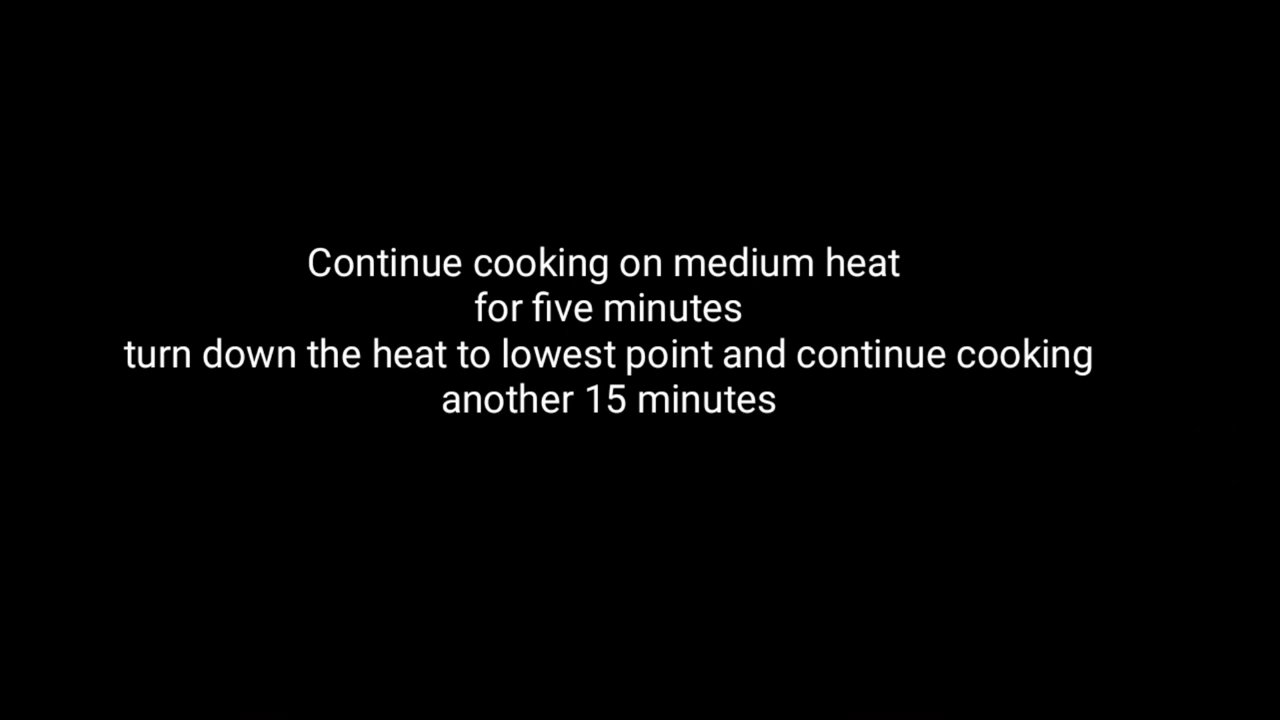 Continue cooking on medium heat
for five minutes
turn down the heat to lowest point and continue cooking
another 15 minutes